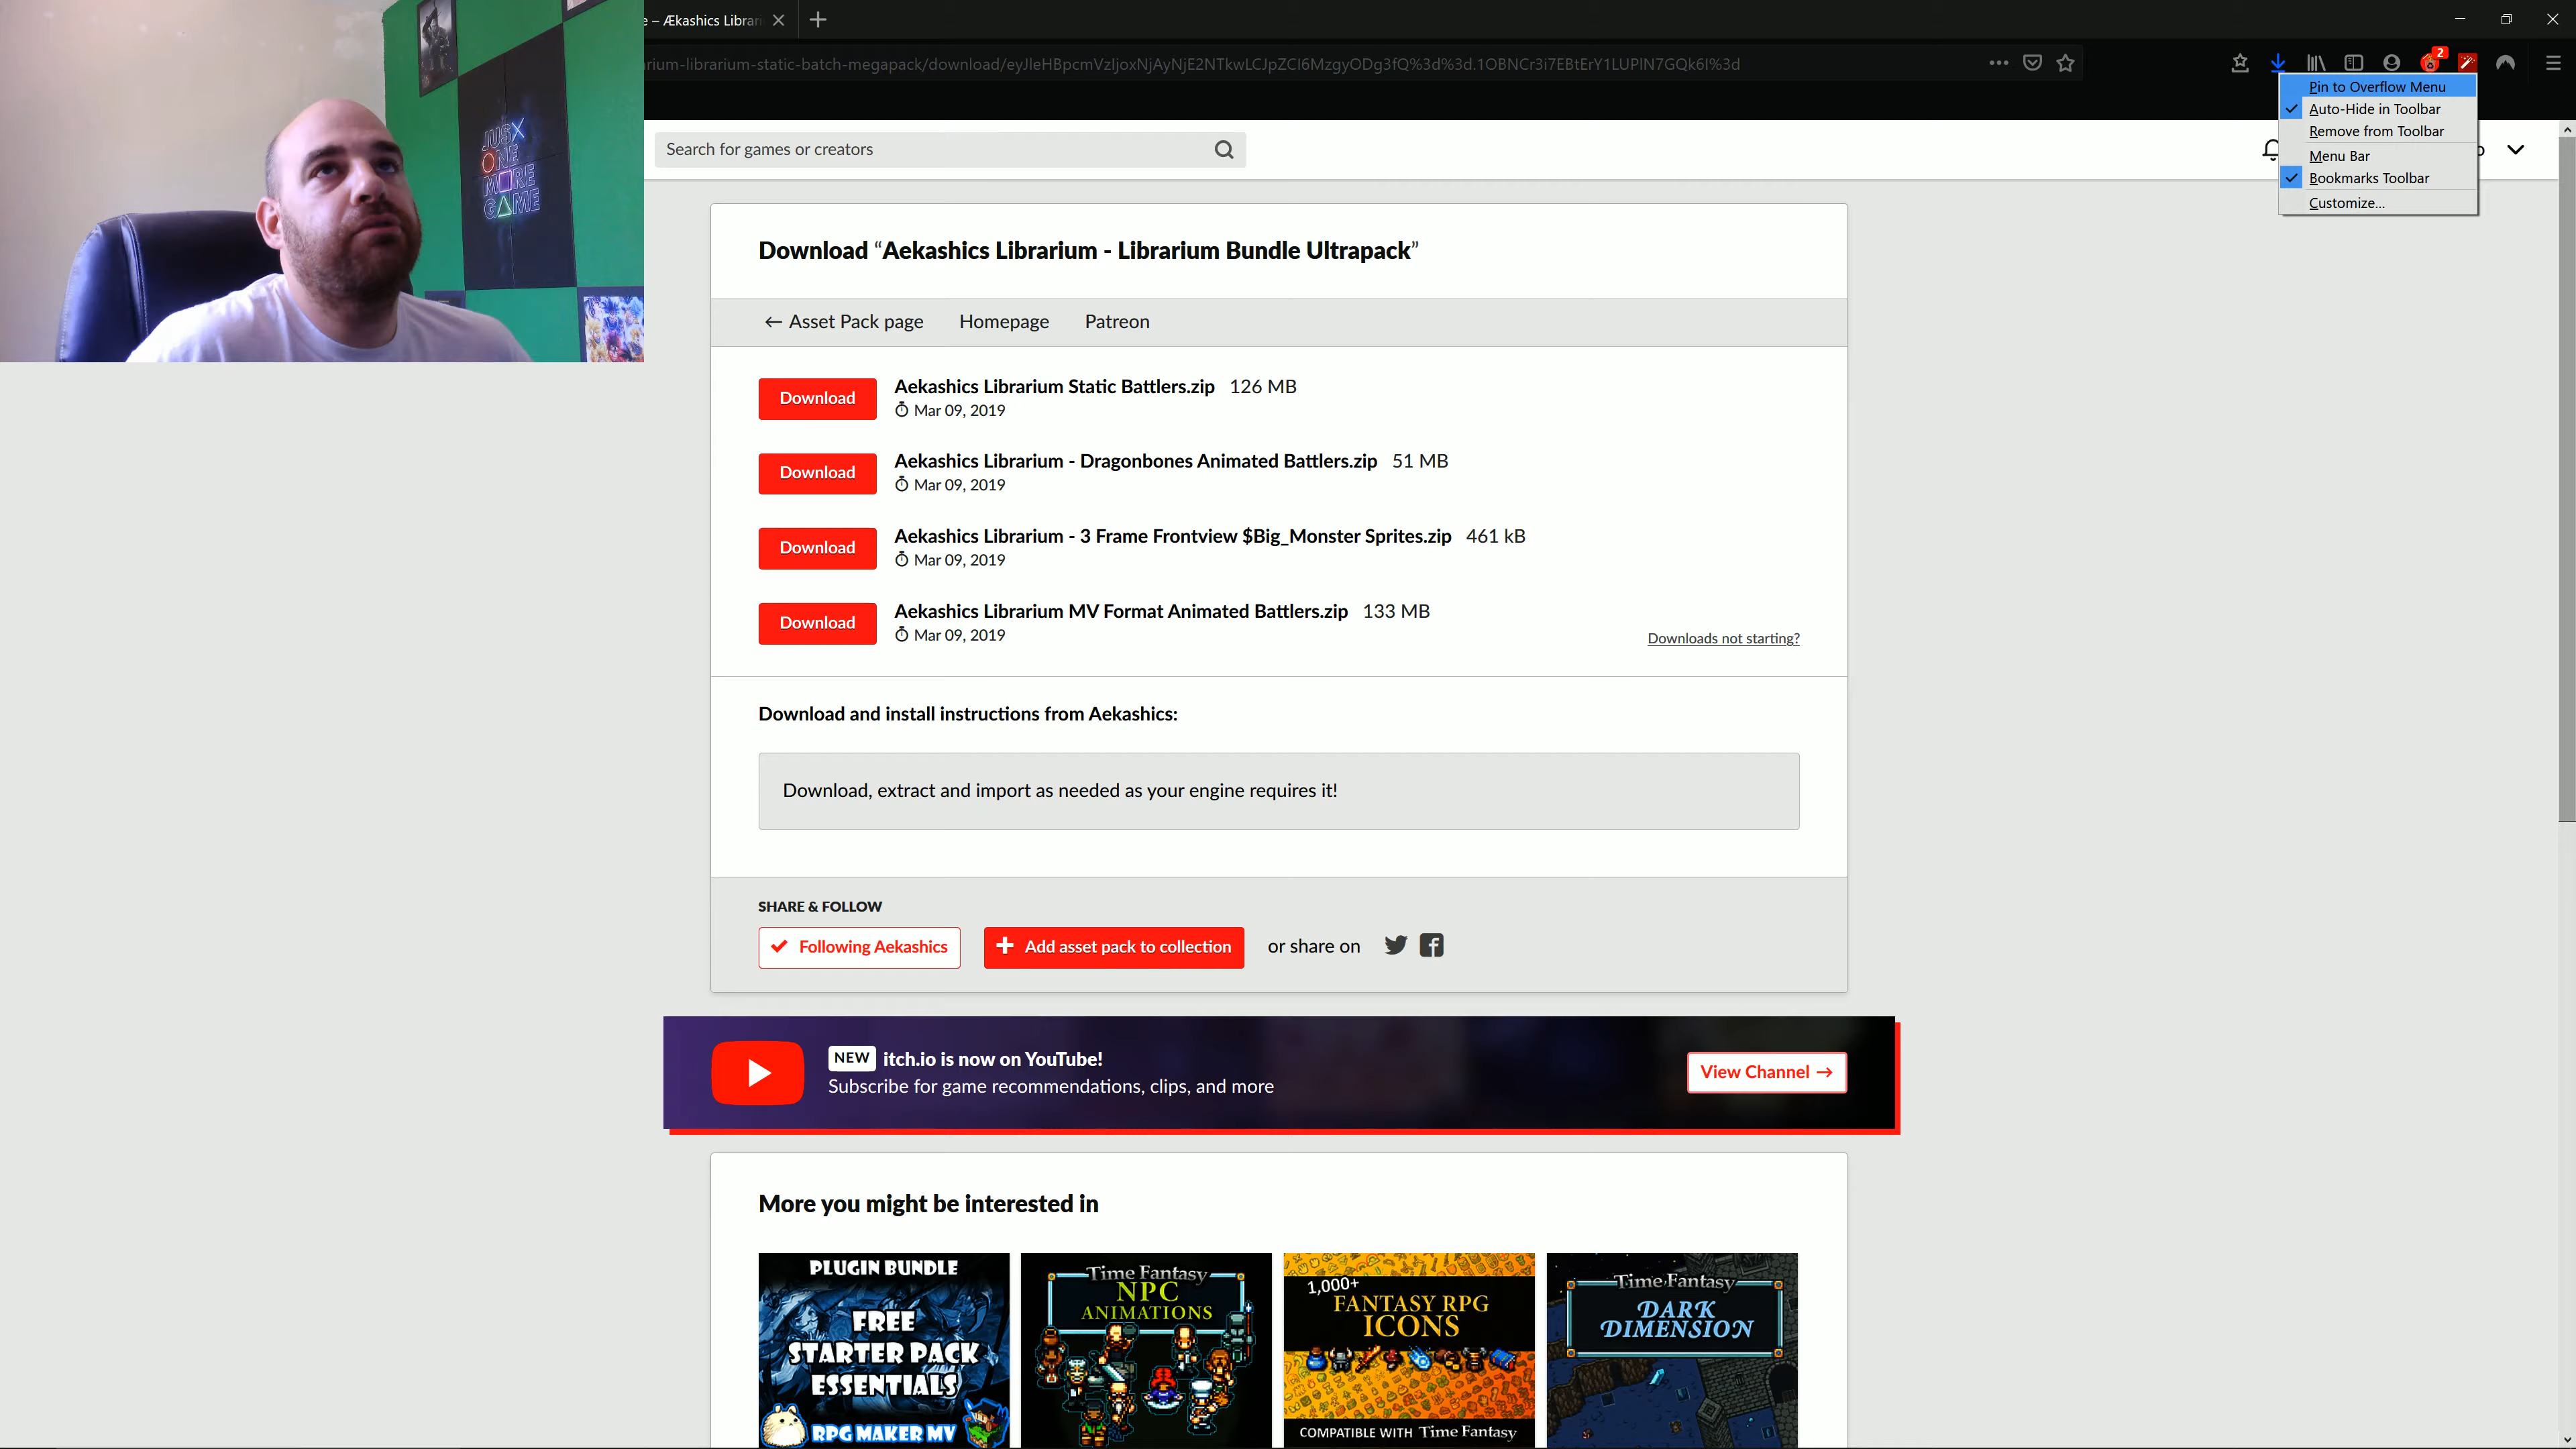 e – Ækashics Librari
rium-librarium-static-batch-megapack/download/eyJleHBpcmVzIjoxNjAyNjE2NTkwLCJpZCI6MzgyODg3fQ%3d%3d.1OBNCr3i7EBtErY1LUPlN7GQk6I%3d
2
Pin to Overflow Menu
Auto-Hide in Toolbar
Remove from Toolbar
Menu Bar
Bookmarks Toolbar
Customize...
JUST
ONE
MORE
GAME
Search for games or creators
Download “Aekashics Librarium - Librarium Bundle Ultrapack”
← Asset Pack page
Homepage
Patreon
Download
Aekashics Librarium Static Battlers.zip 126 MB
Mar 09, 2019
Download
Aekashics Librarium - Dragonbones Animated Battlers.zip 51 MB
Mar 09, 2019
Download
Aekashics Librarium - 3 Frame Frontview $Big_Monster Sprites.zip 461 kB
Mar 09, 2019
Download
Aekashics Librarium MV Format Animated Battlers.zip 133 MB
Mar 09, 2019
Downloads not starting?
Download and install instructions from Aekashics:
Download, extract and import as needed as your engine requires it!
SHARE & FOLLOW
Following Aekashics
Add asset pack to collection
or share on
NEW itch.io is now on YouTube!
Subscribe for game recommendations, clips, and more
View Channel →
More you might be interested in
PLUGIN BUNDLE
FREE
STARTER PACK
ESSENTIALS
RPG MAKER MV
Time Fantasy
NPC
ANIMATIONS
1,000+
FANTASY RPG
ICONS
COMPATIBLE WITH Time Fantasy
Time Fantasy
DARK
DIMENSION